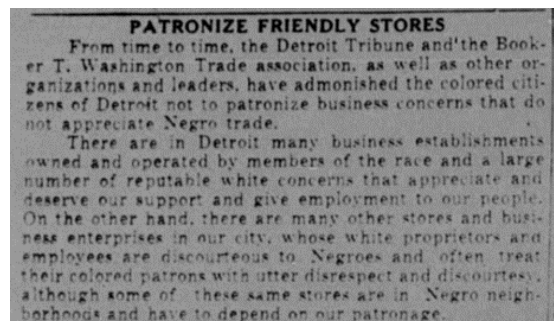 PATRONIZE FRIENDLY STORES
From time to time, the Detroit Tribune and the Book-
er T. Washington Trade association, as well as other or-
ganizations and leaders, have admonished the colored citi-
zens of Detroit not to patronize business concerns that do
not appreciate Negro trade.
There are in Detroit many business establishments
owned and operated by members of the race and a large
number of reputable white concerns that appreciate and
deserve our support and give employment to our people.
On the other hand, there are many other stores and busi-
ness enterprises in our city, whose white proprietors and
employees are discourteous to Negroes and often treat
their colored patrons with utter disrespect and discourtesy,
although some of these same stores are in Negro neigh-
borhoods and have to depend on our patronage.